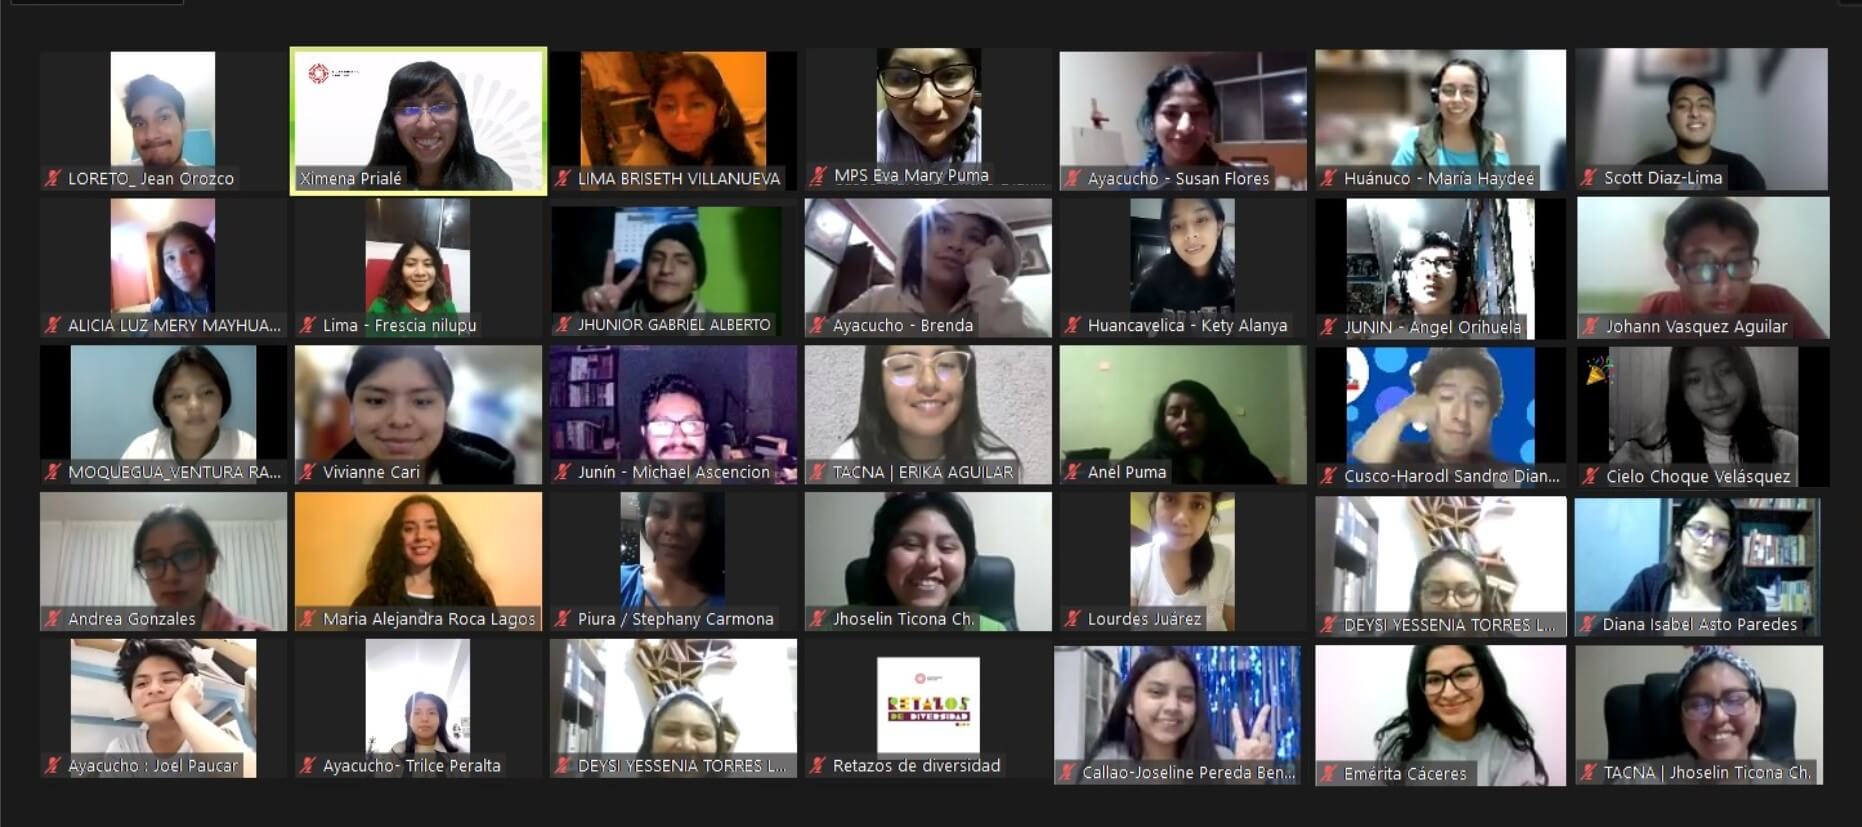 LORETO_ Jean Orozco
Ximena Prialé
LIMA BRISETH VILLANUEVA
MPS Eva Mary Puma
Ayacucho - Susan Flores
Huánuco - María Haydeé
Scott Diaz-Lima
ALICIA LUZ MERY MAYHUA...
Lima - Frescia nilupu
JHUNIOR GABRIEL ALBERTO
Ayacucho - Brenda
Huancavelica - Kety Alanya
JUNIN - Angel Orihuela
Johann Vasquez Aguilar
MOQUEGUA_VENTURA RA...
Vivianne Cari
Junín - Michael Ascencion
TACNA | ERIKA AGUILAR
Anel Puma
Cusco-Harodl Sandro Dian...
Cielo Choque Velásquez
Andrea Gonzales
Maria Alejandra Roca Lagos
Piura / Stephany Carmona
Jhoselin Ticona Ch.
Lourdes Juárez
DEYSI YESSENIA TORRES L...
Diana Isabel Asto Paredes
Ayacucho : Joel Paucar
Ayacucho- Trilce Peralta
DEYSI YESSENIA TORRES L...
RETAZOS
DE DIVERSIDAD
Retazos de diversidad
Callao-Joseline Pereda Ben...
Emérita Cáceres
TACNA | Jhoselin Ticona Ch.